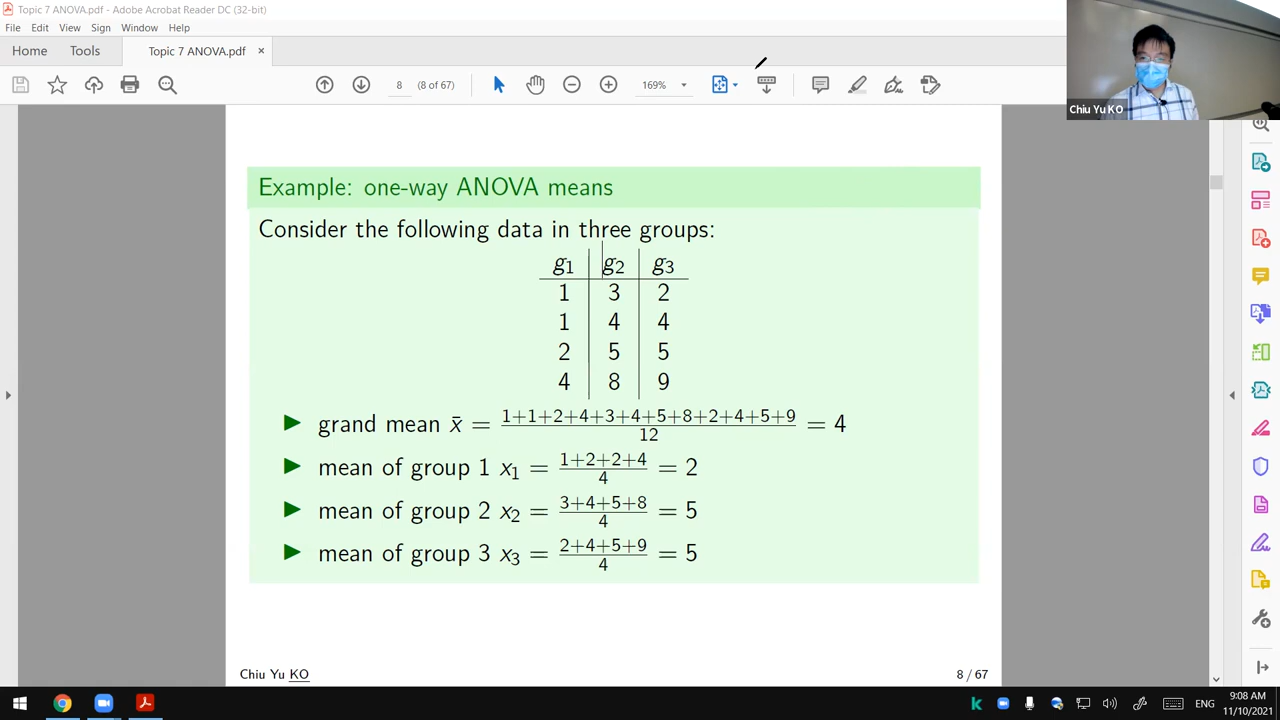 Topic 7 ANOVA.pdf - Adobe Acrobat Reader DC (32-bit)
File Edit View Sign Window Help
Home Tools Topic 7 ANOVA.pdf ×
8 (8 of 67) 169%
Chiu Yu KO
Example: one-way ANOVA means
Consider the following data in three groups:
g₁ g₂ g₃
1 3 2
1 4 4
2 5 5
4 8 9
▶ grand mean x̄ = (1+1+2+4+3+4+5+8+2+4+5+9)/12 = 4
▶ mean of group 1 x₁ = (1+2+2+4)/4 = 2
▶ mean of group 2 x₂ = (3+4+5+8)/4 = 5
▶ mean of group 3 x₃ = (2+4+5+9)/4 = 5
Chiu Yu KO 8 / 67
ENG 9:08 AM
11/10/2021